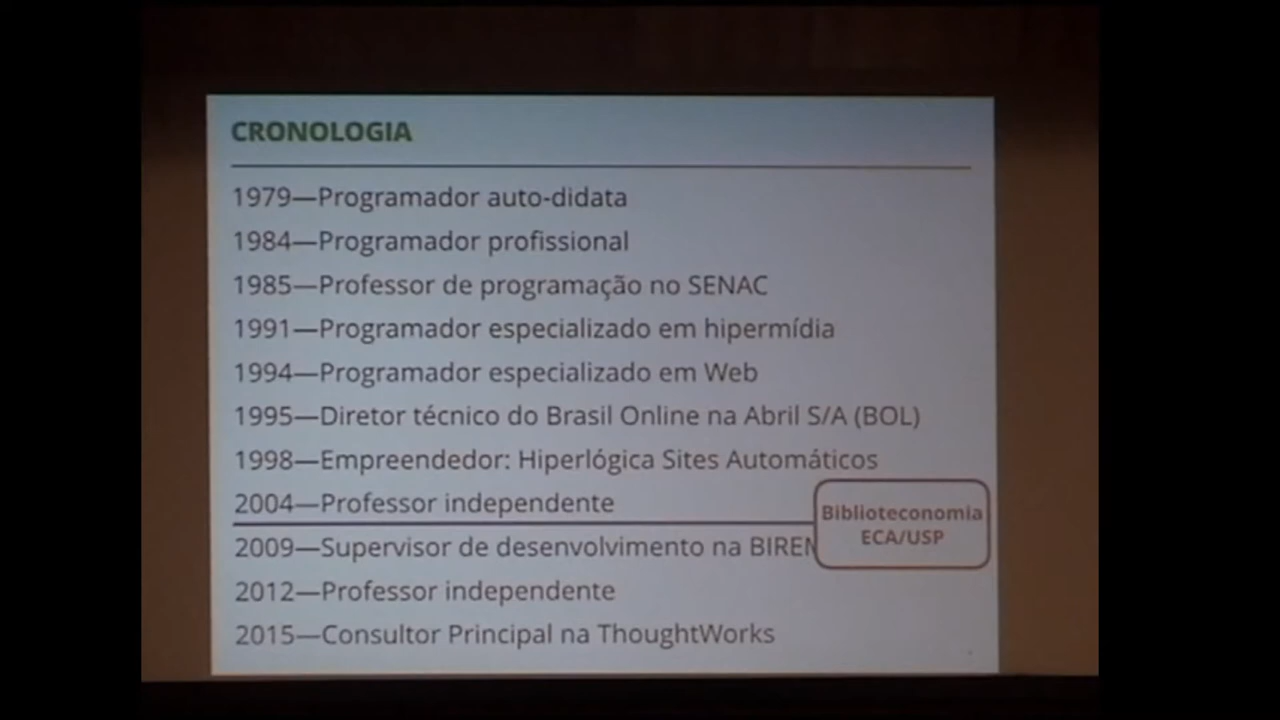 CRONOLOGIA
1979—Programador auto-didata
1984—Programador profissional
1985—Professor de programação no SENAC
1991—Programador especializado em hipermídia
1994—Programador especializado em Web
1995—Diretor técnico do Brasil Online na Abril S/A (BOL)
1998—Empreendedor: Hiperlógica Sites Automáticos
2004—Professor independente
Biblioteconomia
ECA/USP
2009—Supervisor de desenvolvimento na
2012—Professor independente
2015—Consultor Principal na ThoughtWorks